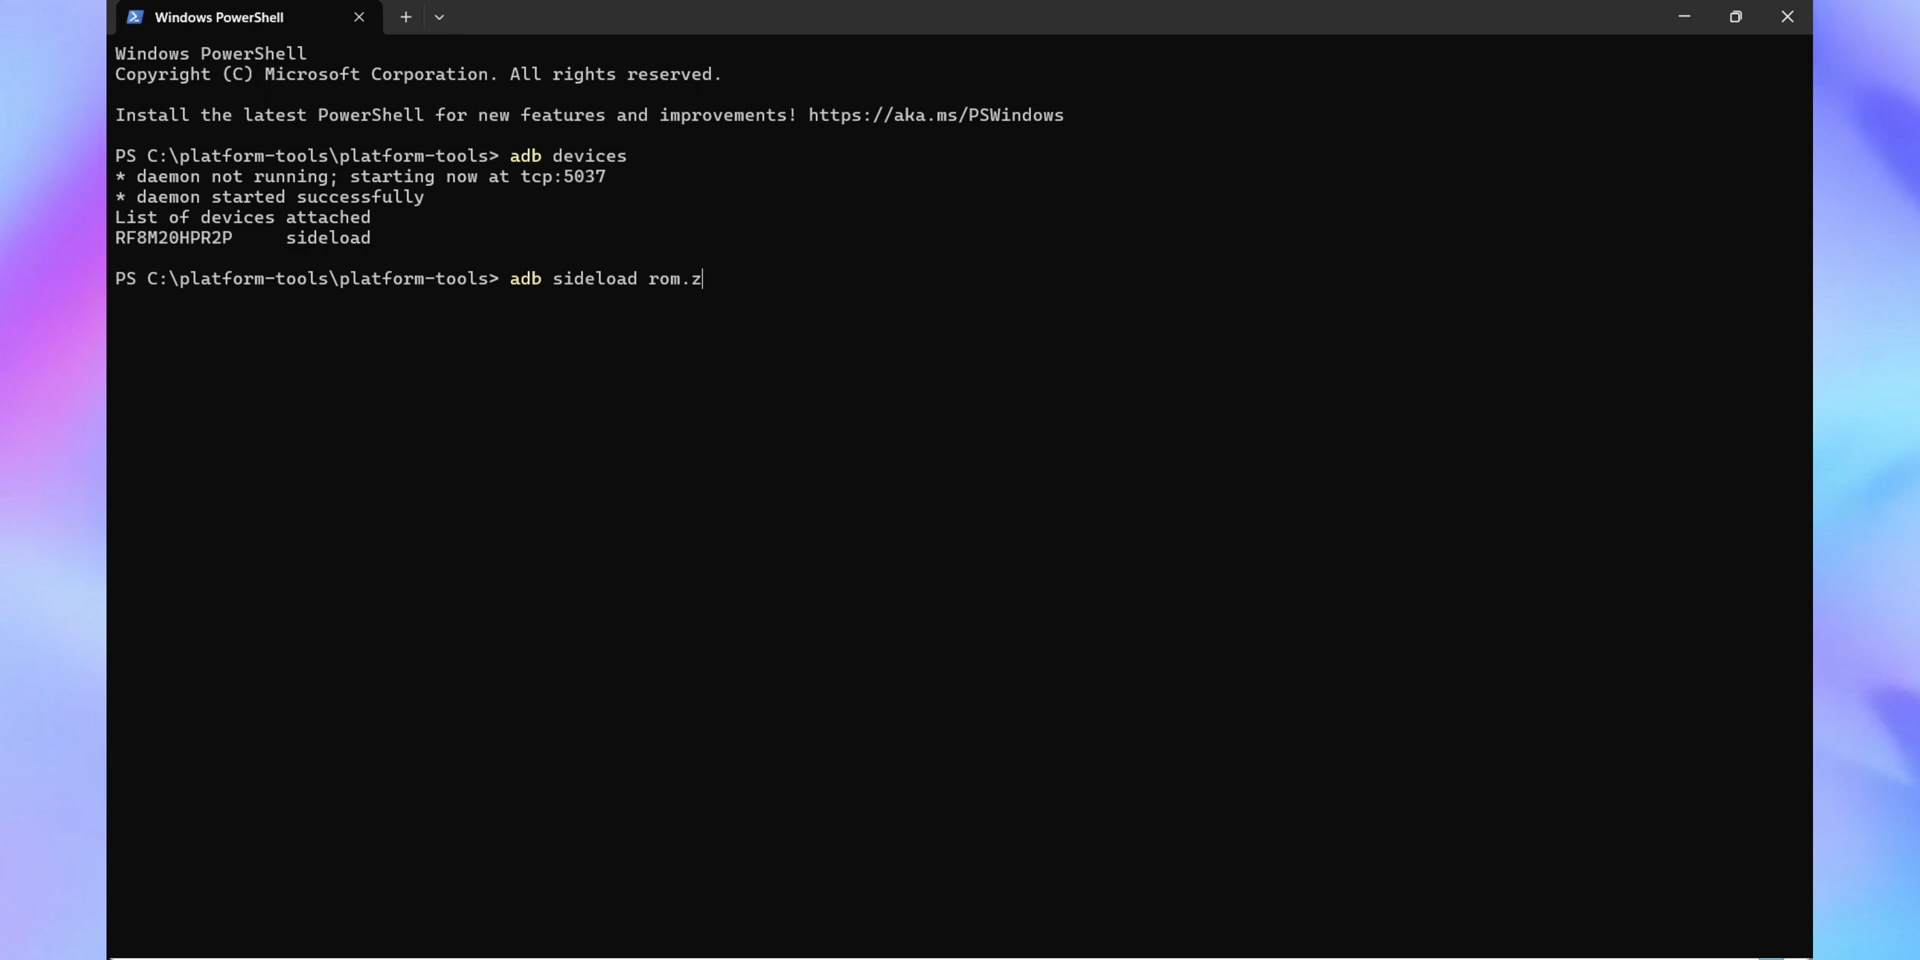 Windows PowerShell
Windows PowerShell
Copyright (C) Microsoft Corporation. All rights reserved.
Install the latest PowerShell for new features and improvements! https://aka.ms/PSWindows
PS C:\platform-tools\platform-tools> adb devices
* daemon not running; starting now at tcp:5037
* daemon started successfully
List of devices attached
RF8M20HPR2P     sideload
PS C:\platform-tools\platform-tools> adb sideload rom.z